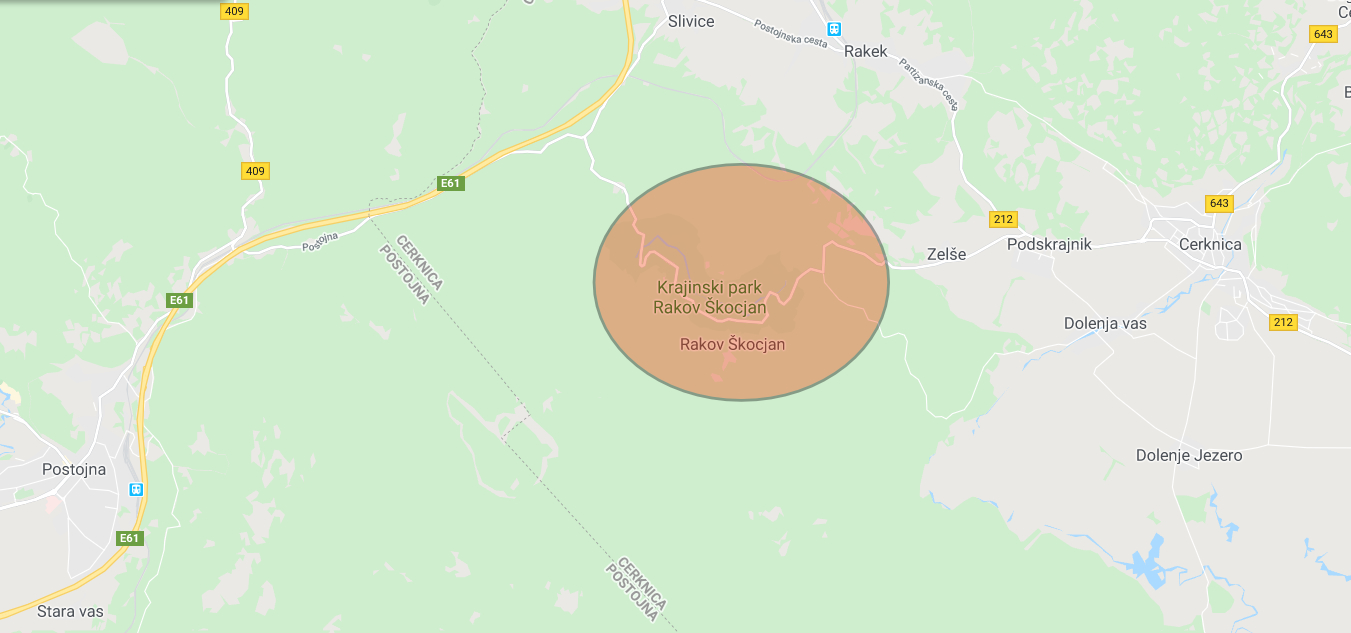 409
Slivice
Postojnska cesta
Rakek
643
Partizanska cesta
409
E61
643
212
Postojna
CERKNICA
POSTOJNA
Zelše
Podskrajnik
Cerknica
Krajinski park
Rakov Škocjan
E61
Dolenja vas
212
Rakov Škocjan
Postojna
Dolenje Jezero
E61
CERKNICA
POSTOJNA
Stara vas